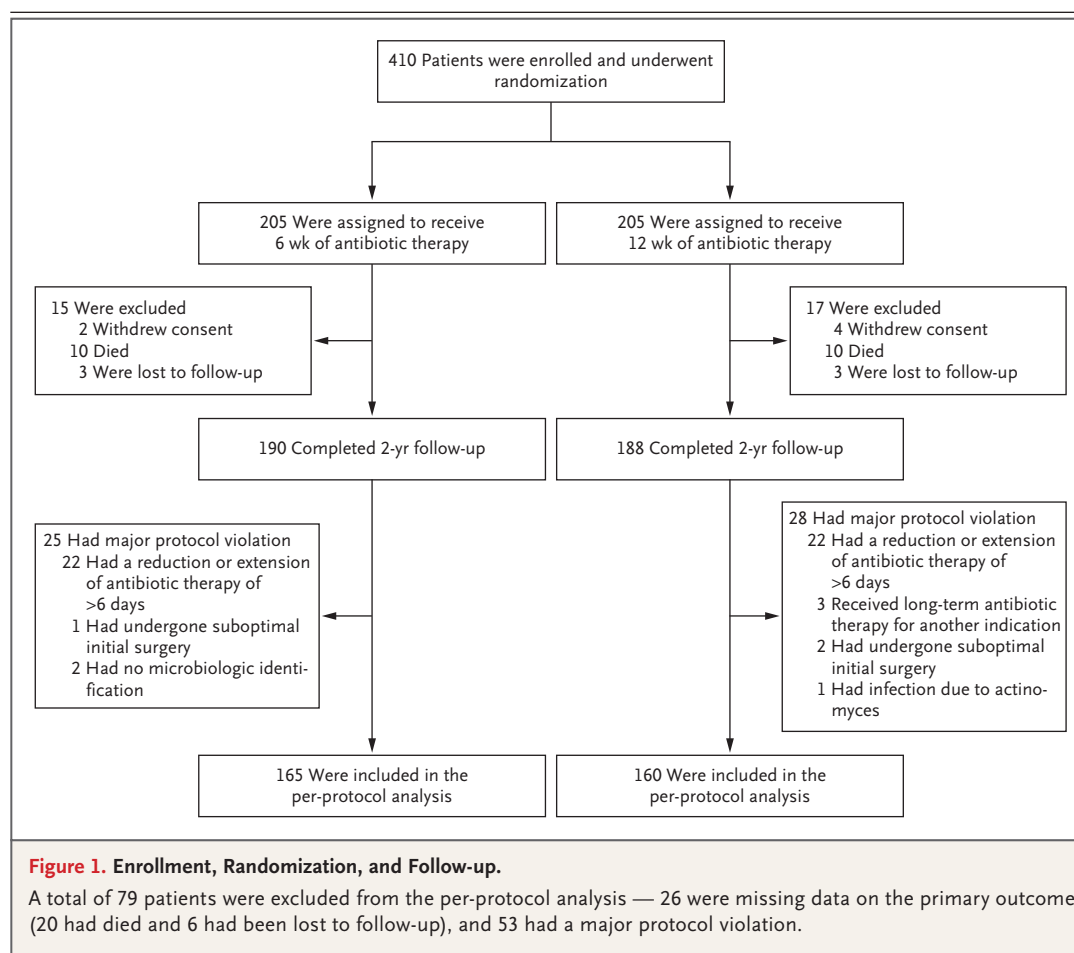 410 Patients were enrolled and underwent
randomization
205 Were assigned to receive
6 wk of antibiotic therapy
205 Were assigned to receive
12 wk of antibiotic therapy
15 Were excluded
2 Withdrew consent
10 Died
3 Were lost to follow-up
17 Were excluded
4 Withdrew consent
10 Died
3 Were lost to follow-up
190 Completed 2-yr follow-up
188 Completed 2-yr follow-up
25 Had major protocol violation
22 Had a reduction or extension
of antibiotic therapy of
>6 days
1 Had undergone suboptimal
initial surgery
2 Had no microbiologic identi-
fication
28 Had major protocol violation
22 Had a reduction or extension
of antibiotic therapy of
>6 days
3 Received long-term antibiotic
therapy for another indication
2 Had undergone suboptimal
initial surgery
1 Had infection due to actino-
myces
165 Were included in the
per-protocol analysis
160 Were included in the
per-protocol analysis
Figure 1. Enrollment, Randomization, and Follow-up.
A total of 79 patients were excluded from the per-protocol analysis — 26 were missing data on the primary outcome
(20 had died and 6 had been lost to follow-up), and 53 had a major protocol violation.